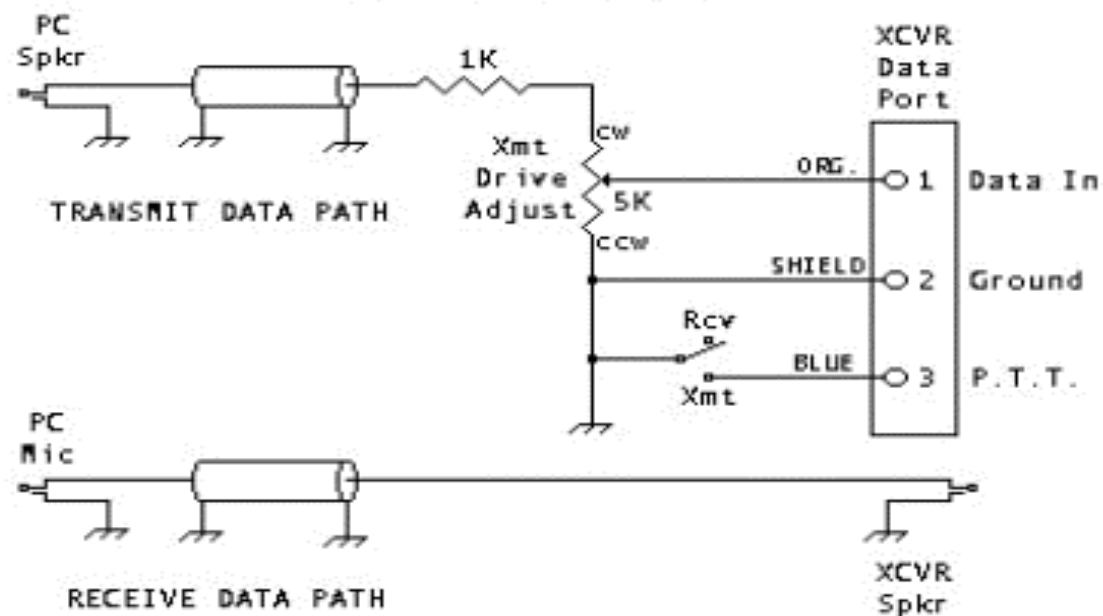 PC
Spkr
1K
XCVR
Data
Port
CW
Xmt
Drive
Adjust
5K
CCW
ORG.
1
Data In
TRANSMIT DATA PATH
SHIELD
2
Ground
Rcv
BLUE
3
P.T.T.
Xmt
PC
Mic
XCVR
Spkr
RECEIVE DATA PATH